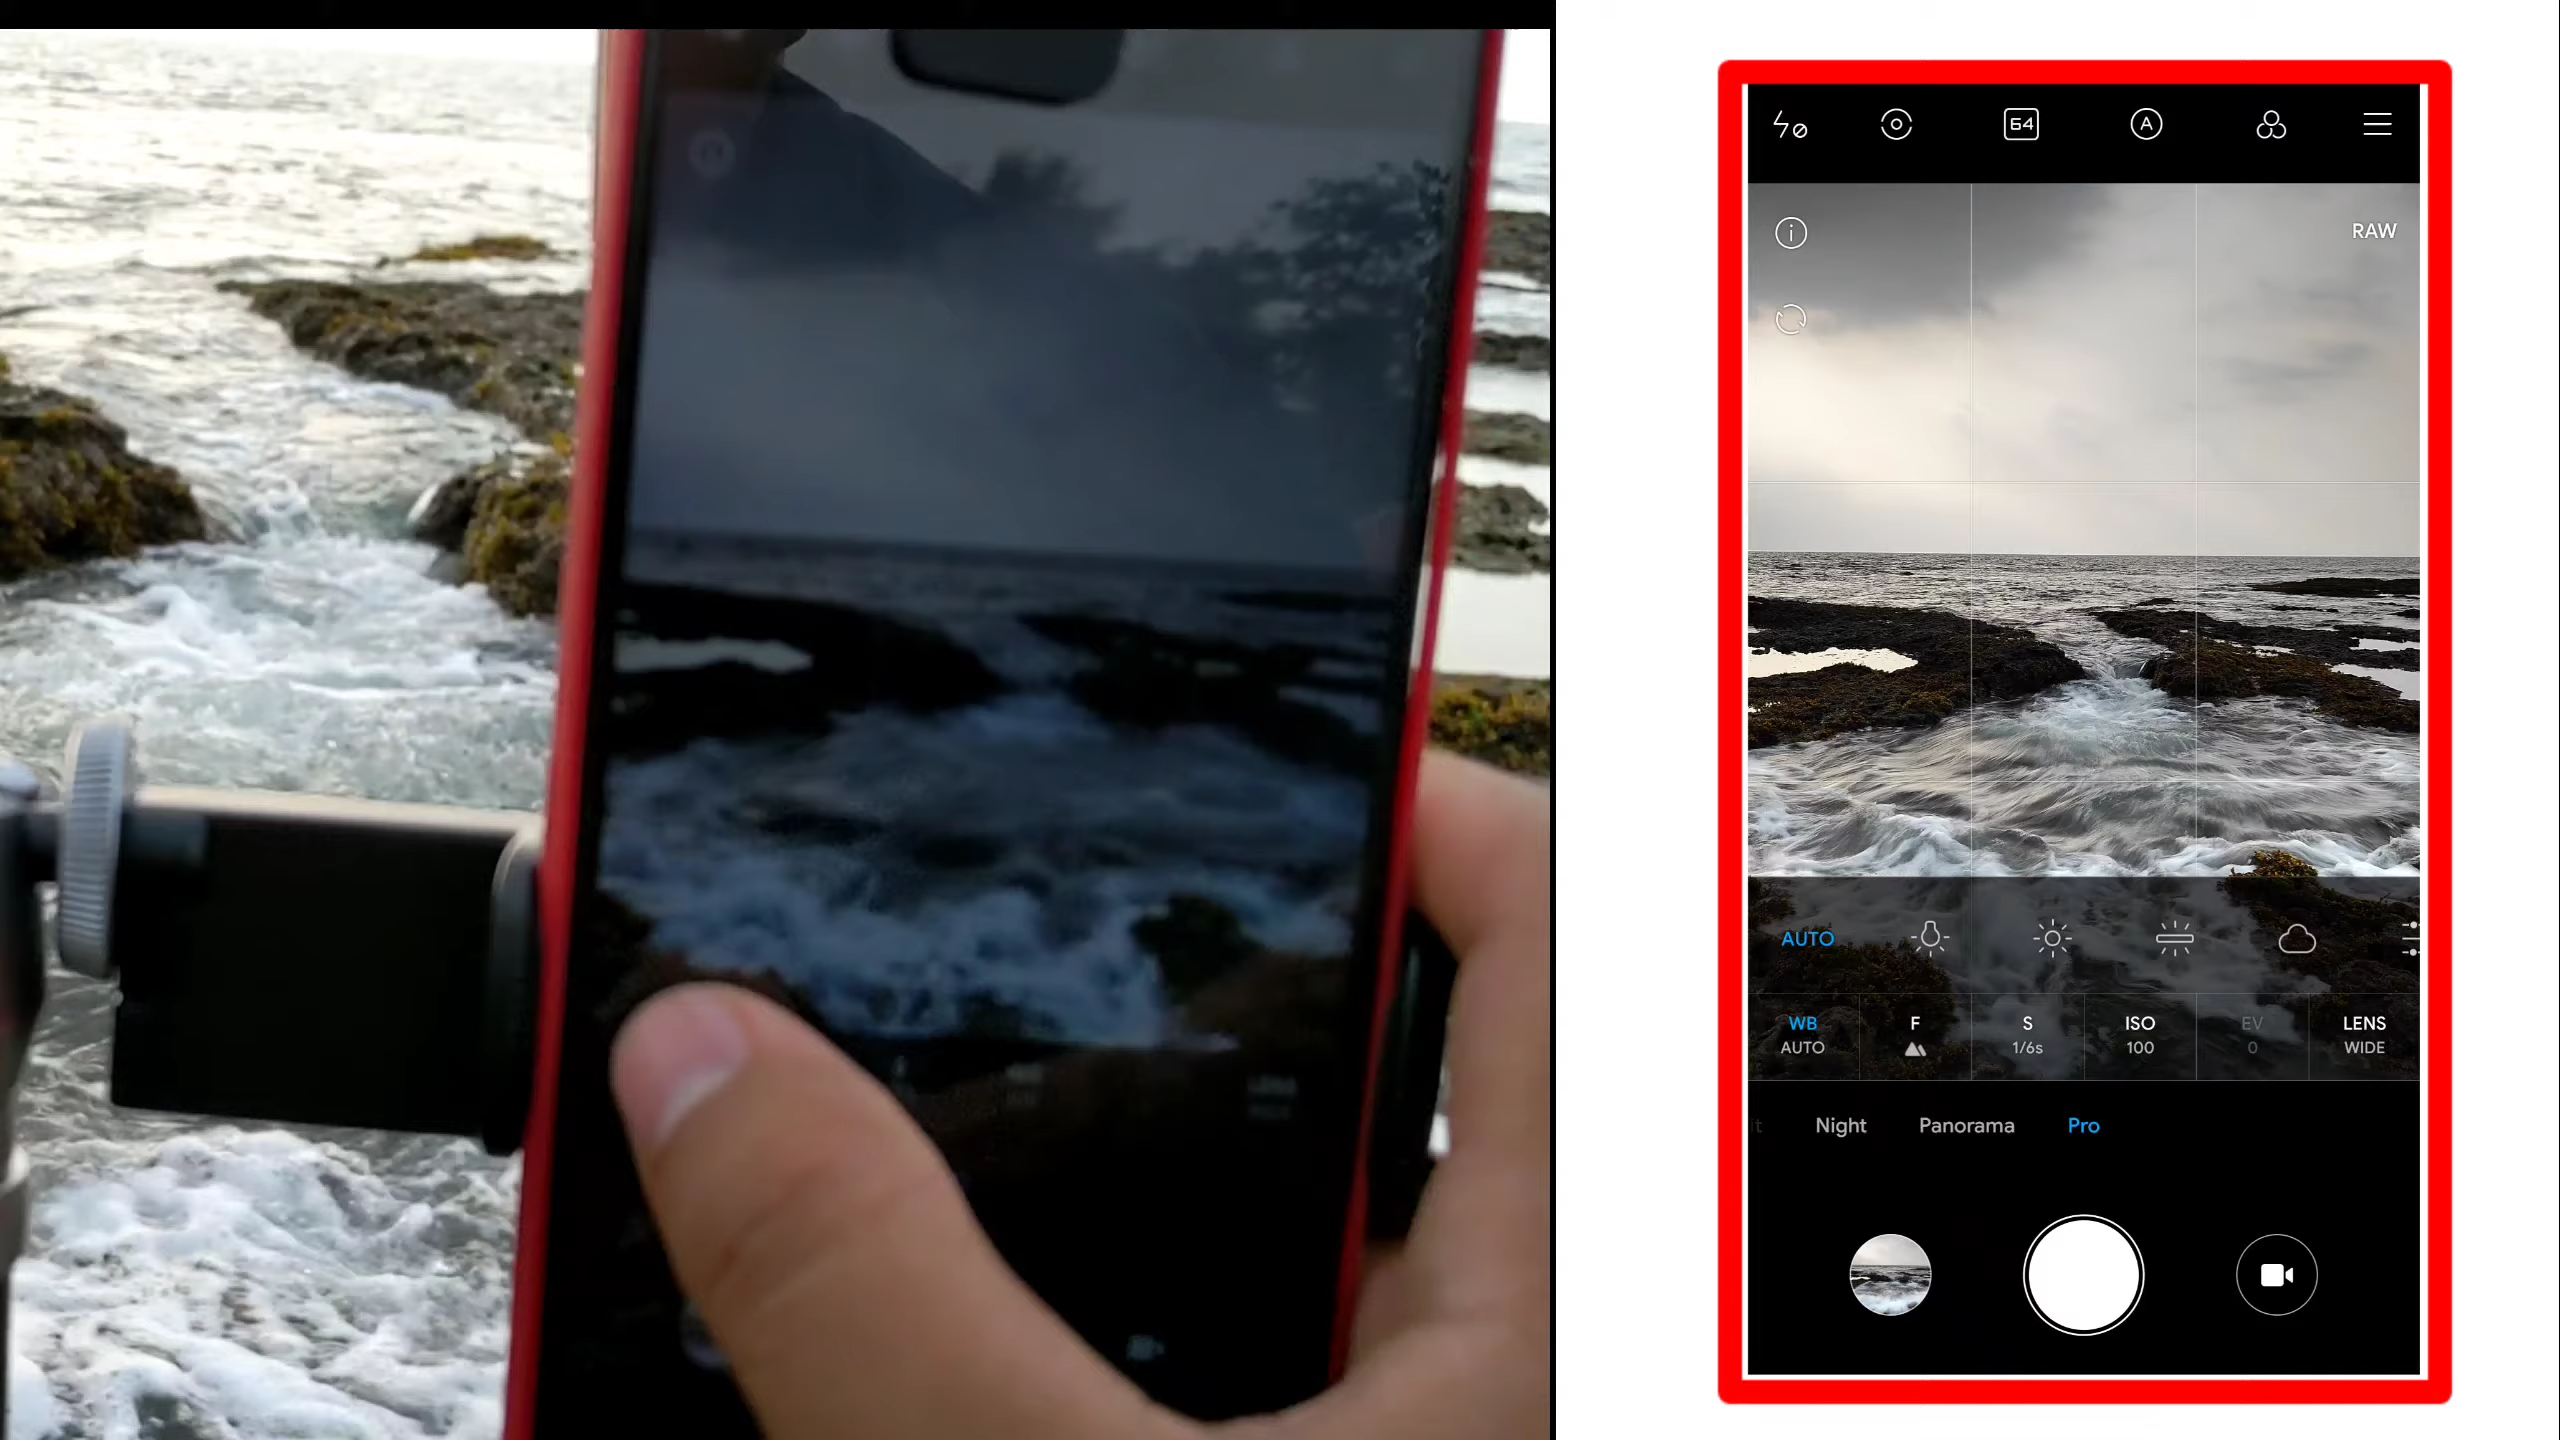 64
A
RAW
AUTO
WB F S ISO EV LENS
AUTO 1/6s 100 0 WIDE
Night Panorama Pro